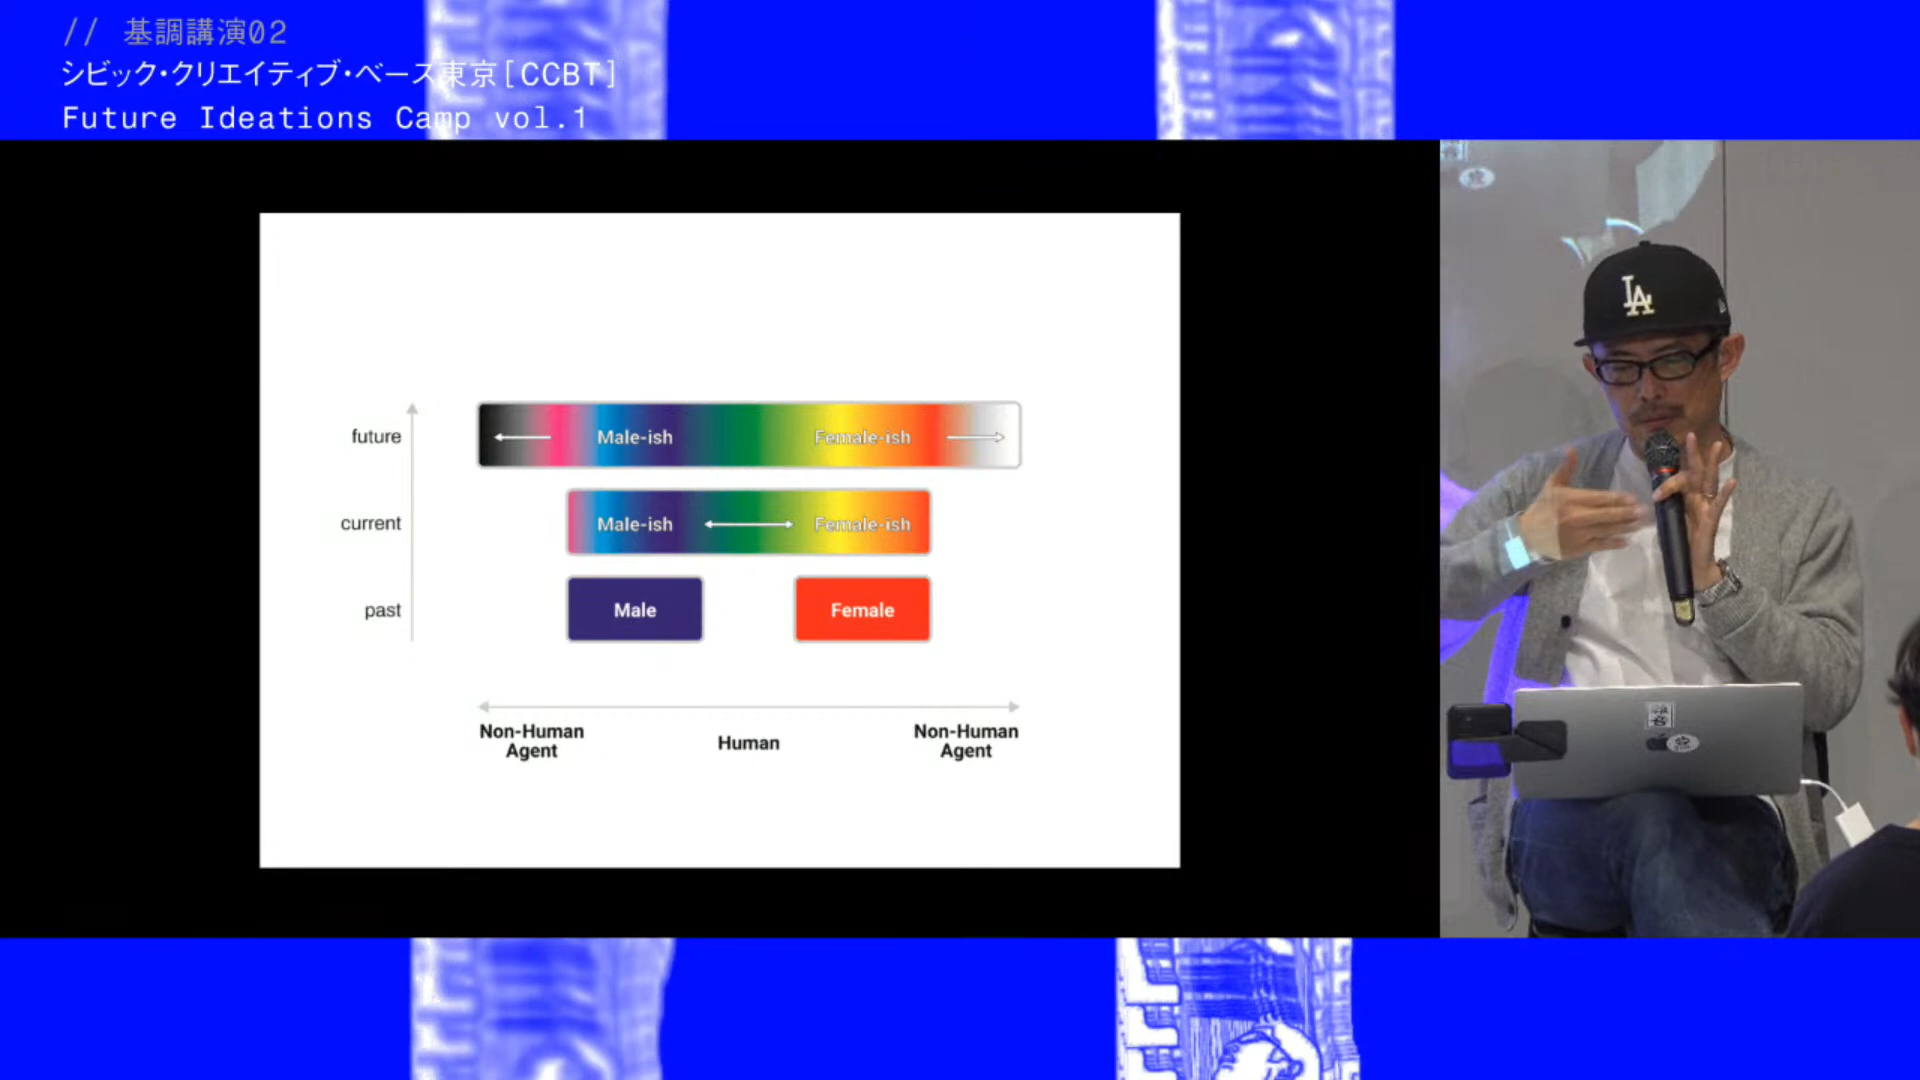 // 基調講演02
シビック・クリエイティブ・ベース東京[CCBT]
Future Ideations Camp vol.1
future
Male-ish
Female-ish
current
Male-ish
Female-ish
past
Male
Female
Non-Human
Agent
Human
Non-Human
Agent
LA